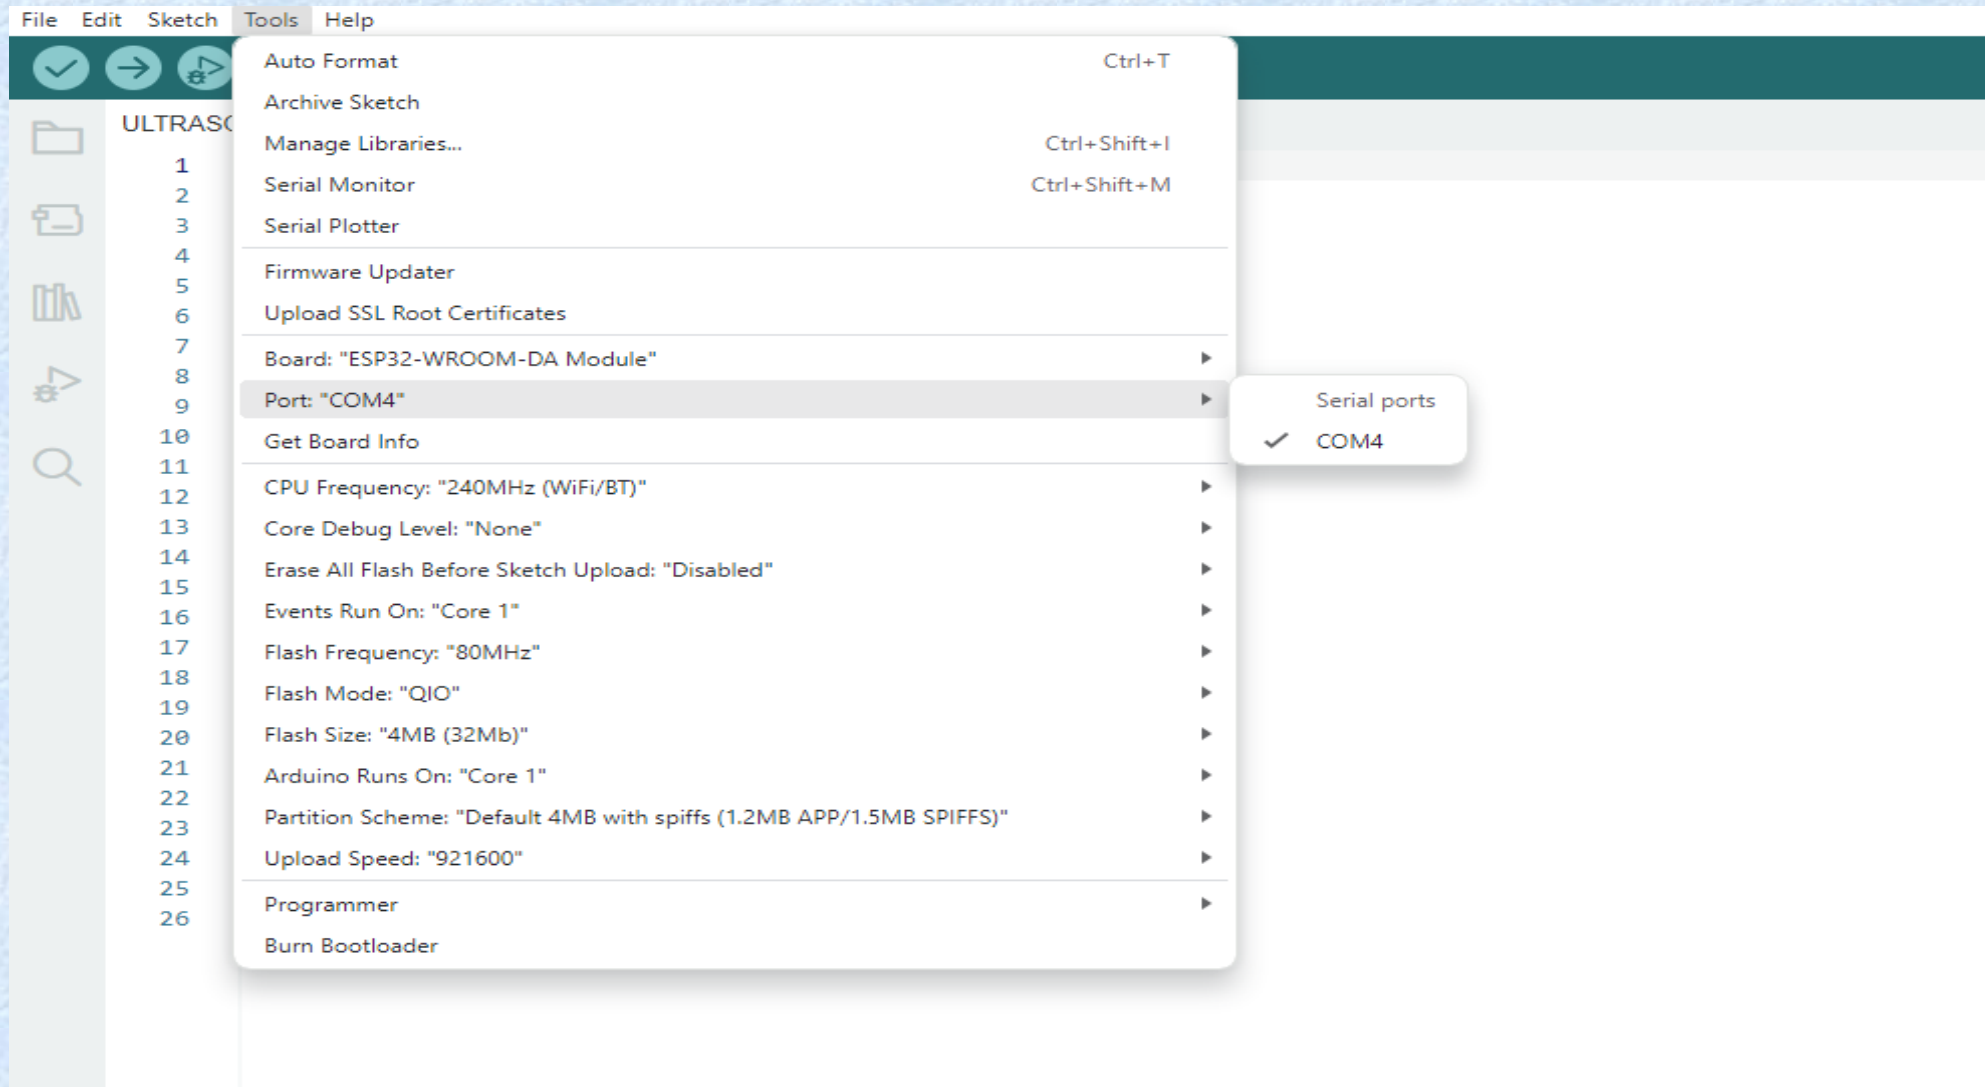 File Edit Sketch Tools Help
Auto Format Ctrl+T
Archive Sketch
ULTRASO
Manage Libraries... Ctrl+Shift+I
Serial Monitor Ctrl+Shift+M
Serial Plotter
Firmware Updater
Upload SSL Root Certificates
Board: "ESP32-WROOM-DA Module"
Port: "COM4"
Serial ports
COM4
Get Board Info
CPU Frequency: "240MHz (WiFi/BT)"
Core Debug Level: "None"
Erase All Flash Before Sketch Upload: "Disabled"
Events Run On: "Core 1"
Flash Frequency: "80MHz"
Flash Mode: "QIO"
Flash Size: "4MB (32Mb)"
Arduino Runs On: "Core 1"
Partition Scheme: "Default 4MB with spiffs (1.2MB APP/1.5MB SPIFFS)"
Upload Speed: "921600"
Programmer
Burn Bootloader
1
2
3
4
5
6
7
8
9
10
11
12
13
14
15
16
17
18
19
20
21
22
23
24
25
26